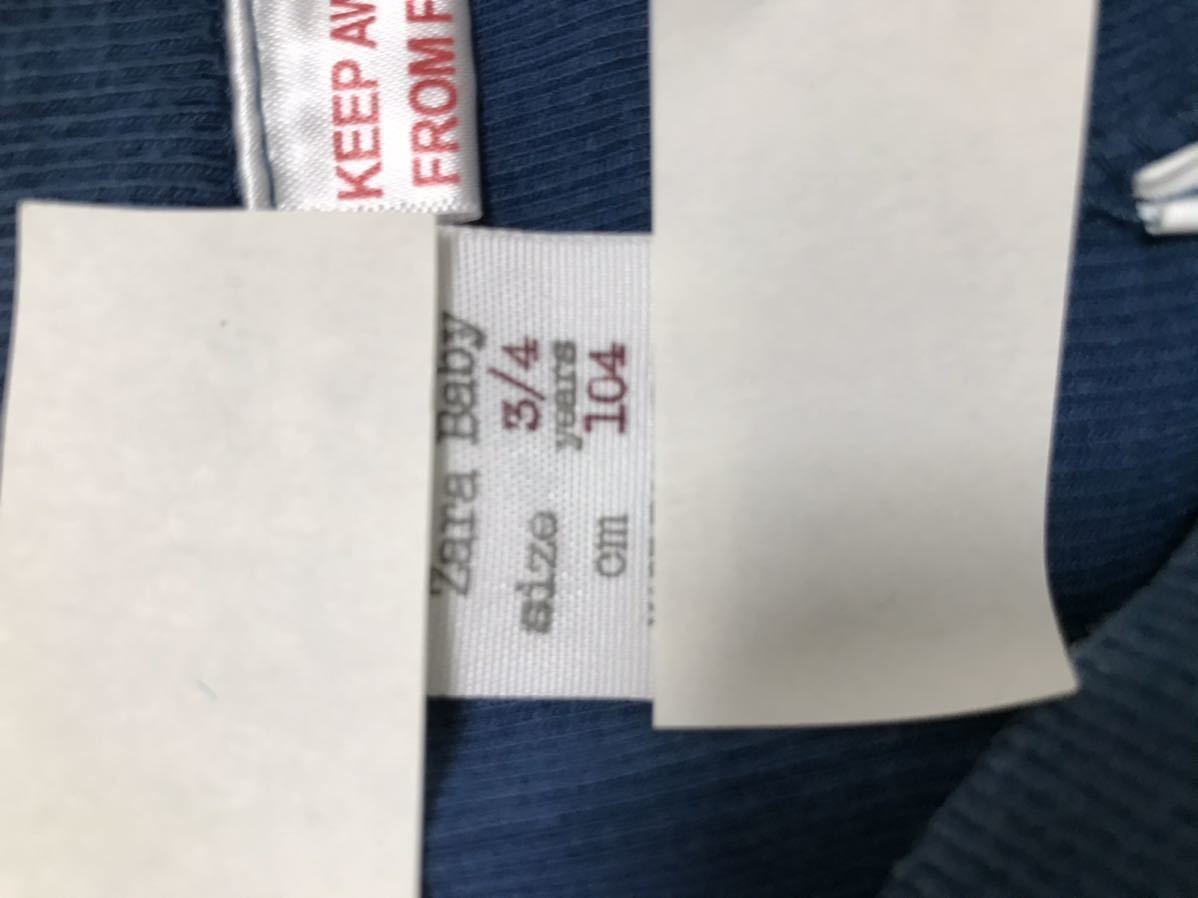 KEEP AW
FROM F
Zara Baby
size 3/4
years
cm 104